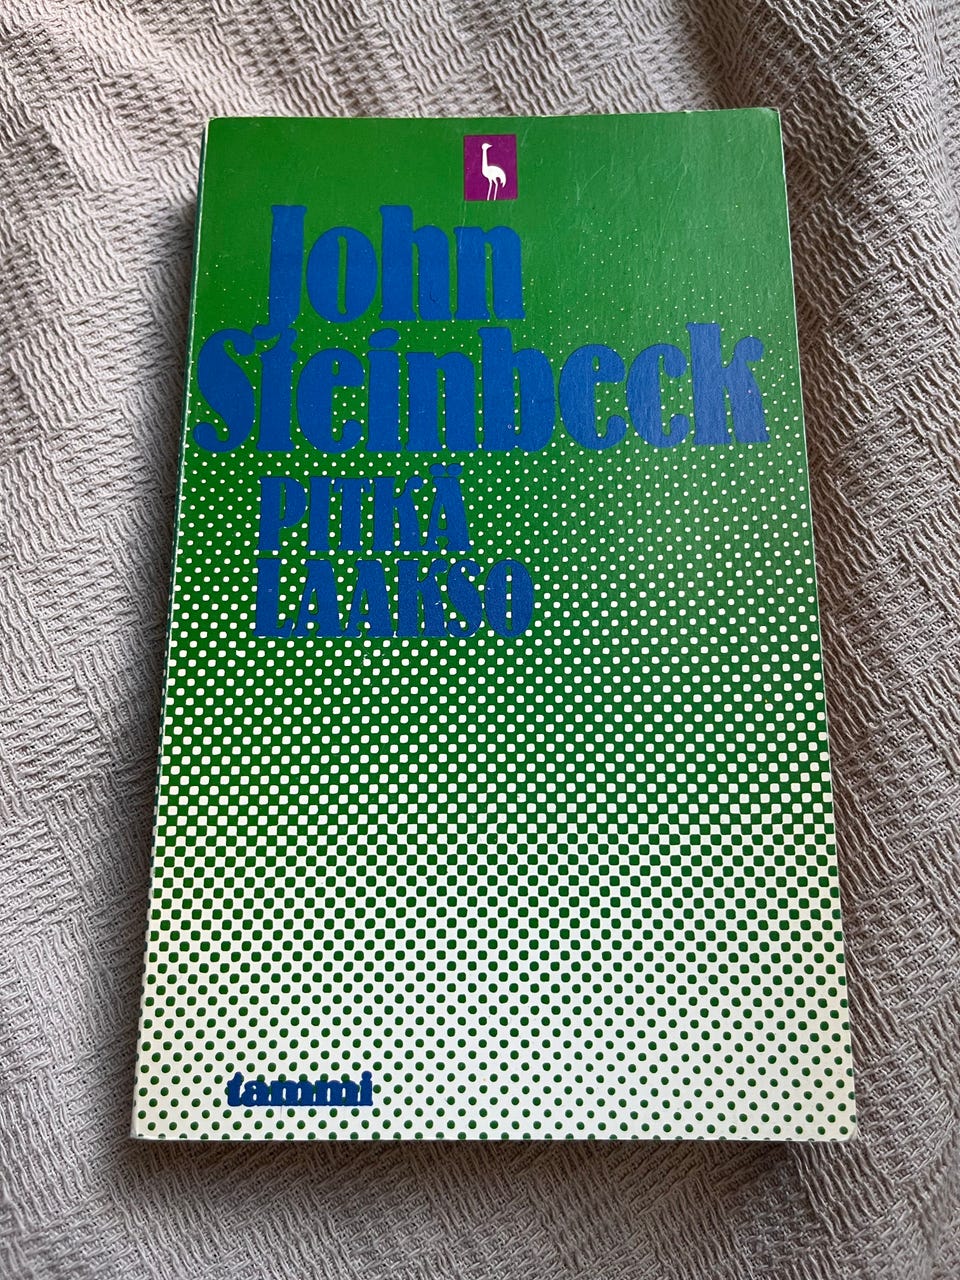 John
Steinbeck
PITKÄ
LAAKSO
tammi